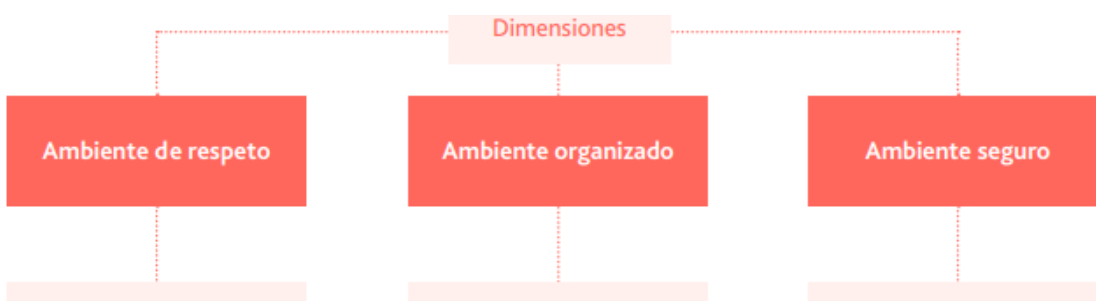 Dimensiones
Ambiente de respeto
Ambiente organizado
Ambiente seguro